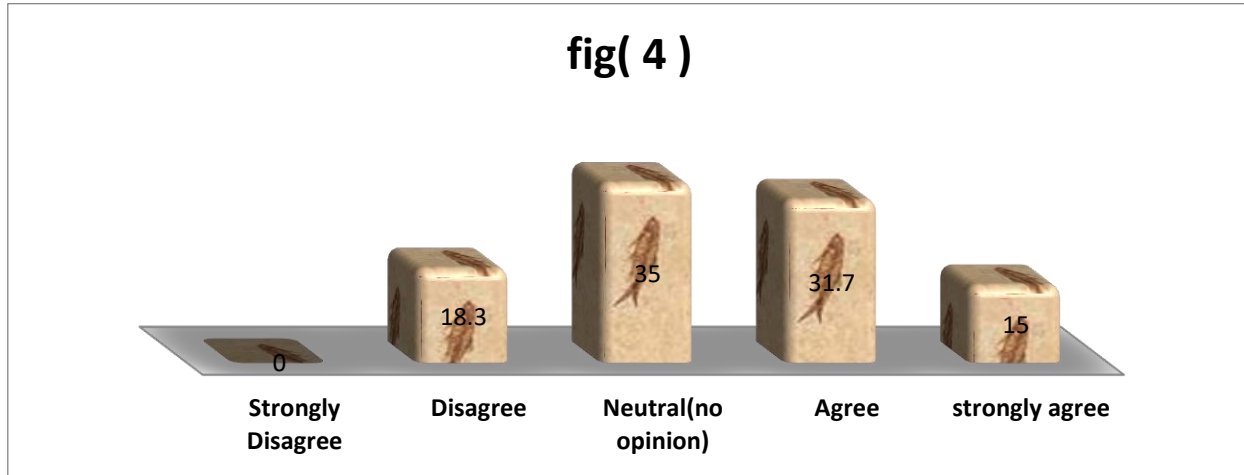 fig( 4 )
0
18.3
35
31.7
15
Strongly
Disagree
Disagree
Neutral(no
opinion)
Agree
strongly agree